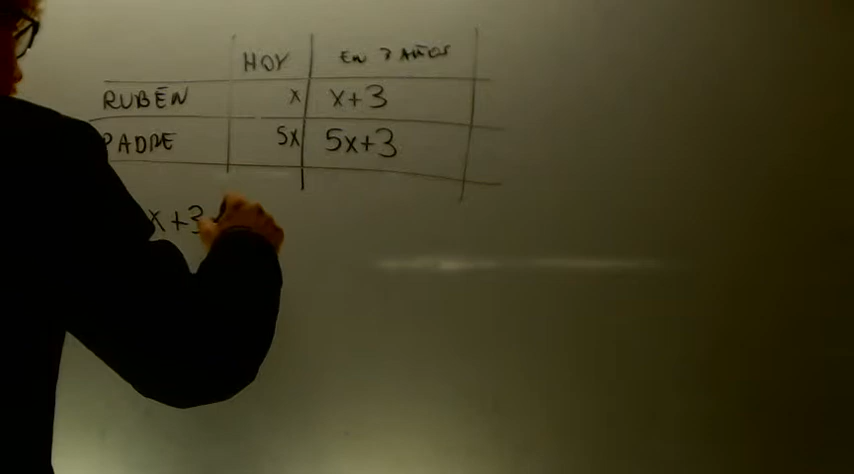 HOY EN 3 AÑOS
RUBÉN x x+3
PADRE 5x 5x+3
x+3